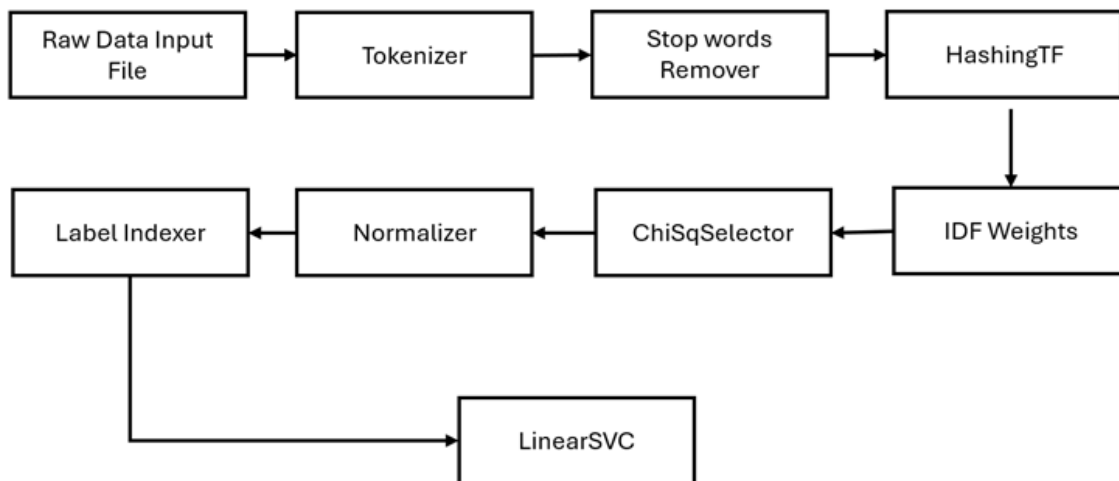 Raw Data Input
File
Tokenizer
Stop words
Remover
HashingTF
Label Indexer
Normalizer
ChiSqSelector
IDF Weights
LinearSVC